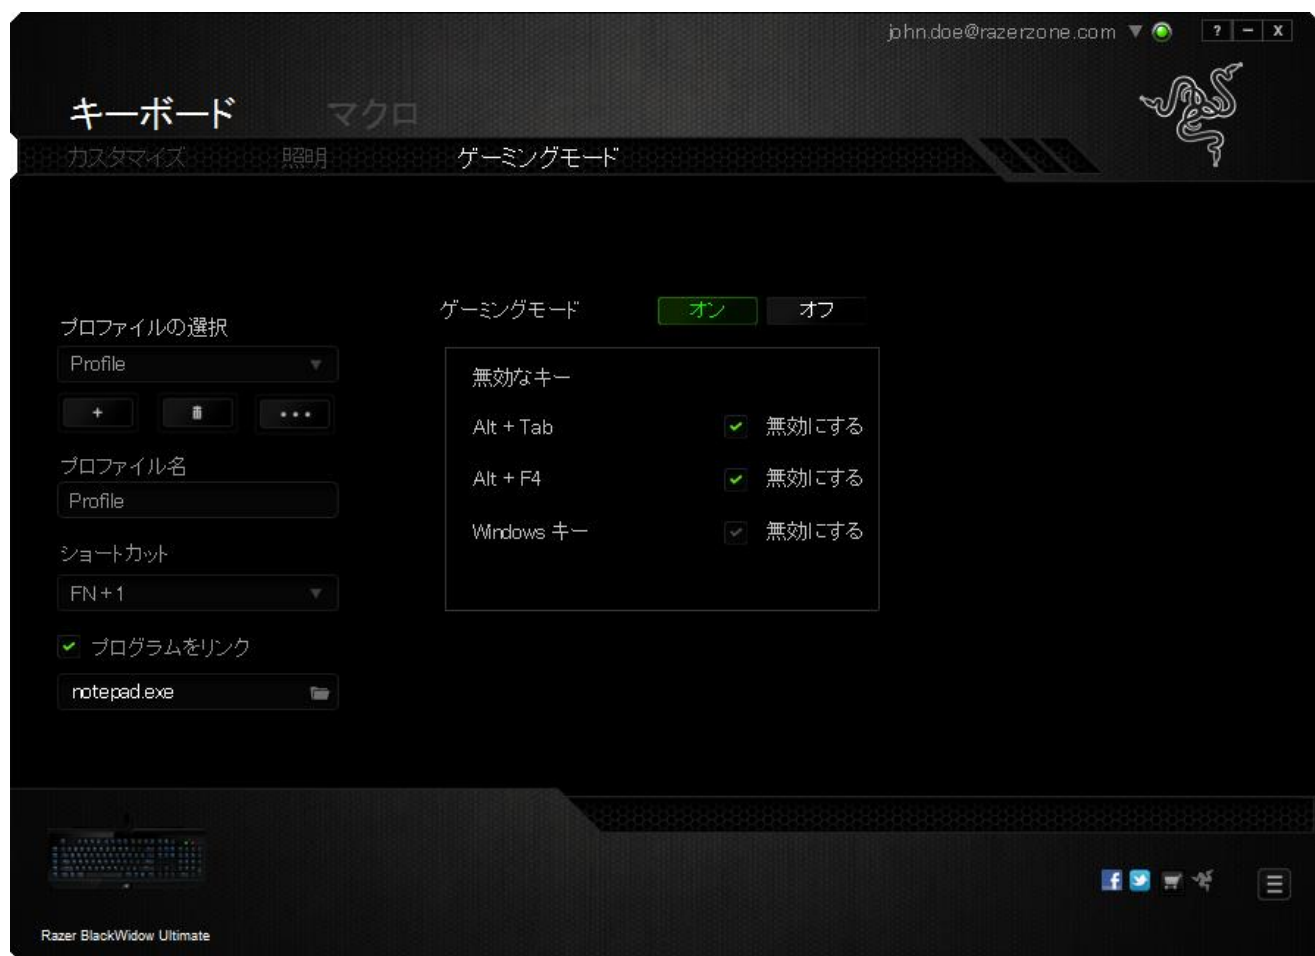 john.doe@razerzone.com
? - X
キーボード マクロ
カスタマイズ 照明 ゲーミングモード
プロファイルの選択
Profile
プロファイル名
Profile
ショートカット
FN + 1
プログラムをリンク
notepad.exe
ゲーミングモード オン オフ
無効なキー
Alt + Tab 無効にする
Alt + F4 無効にする
Windows キー 無効にする
Razer BlackWidow Ultimate